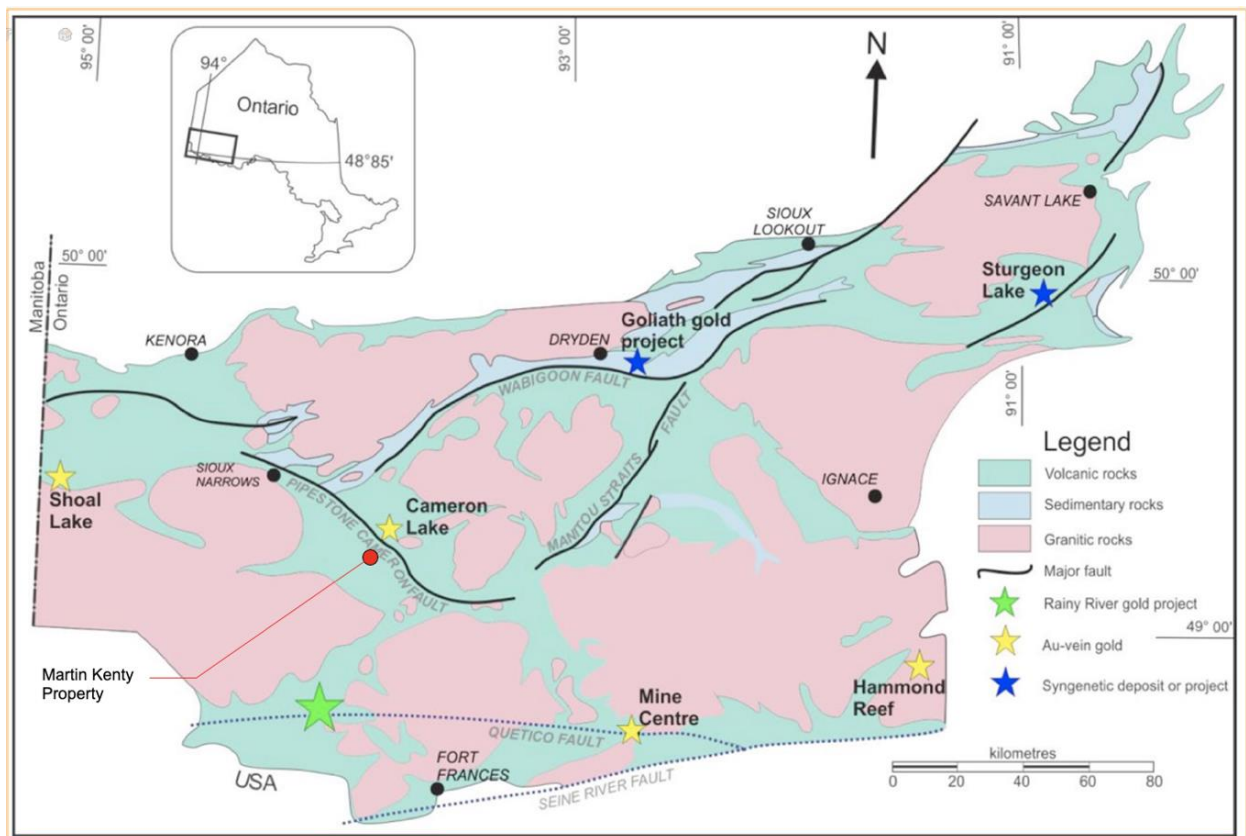 95° 00'
93° 00'
91° 00'
94°
Ontario
48°85'
N
SAVANT LAKE
SIOUX
LOOKOUT
Sturgeon
Lake
50° 00'
50° 00'
Manitoba
Ontario
KENORA
DRYDEN
Goliath gold
project
WABIGOON FAULT
91° 00'
SIOUX
NARROWS
Shoal
Lake
PIPESTONE CAMERON FAULT
Cameron
Lake
MANITOU STRAITS FAULT
IGNACE
Legend
Volcanic rocks
Sedimentary rocks
Granitic rocks
Major fault
Rainy River gold project
Au-vein gold
Syngenetic deposit or project
49° 00'
Martin Kenty
Property
Mine
Centre
Hammond
Reef
QUETICO FAULT
FORT
FRANCES
USA
SEINE RIVER FAULT
kilometres
0 20 40 60 80